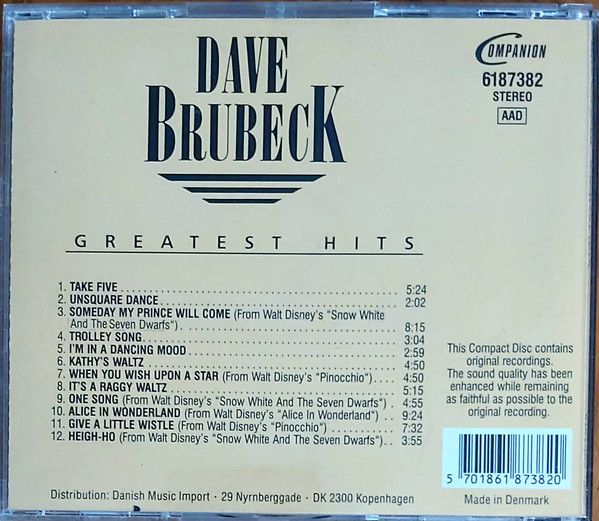 DAVE
BRUBECK
COMPANION
6187382
STEREO
AAD
GREATEST HITS
1. TAKE FIVE 5:24
2. UNSQUARE DANCE 2:02
3. SOMEDAY MY PRINCE WILL COME (From Walt Disney's "Snow White
And The Seven Dwarfs") 8:15
4. TROLLEY SONG 3:04
5. I'M IN A DANCING MOOD 2:59
6. KATHY'S WALTZ 4:50
7. WHEN YOU WISH UPON A STAR (From Walt Disney's "Pinocchio") 4:50
8. IT'S A RAGGY WALTZ 5:15
9. ONE SONG (From Walt Disney's "Snow White And The Seven Dwarfs") 4:55
10. ALICE IN WONDERLAND (From Walt Disney's "Alice In Wonderland") 9:24
11. GIVE A LITTLE WISTLE (From Walt Disney's "Pinocchio") 7:32
12. HEIGH-HO (From Walt Disney's "Snow White And The Seven Dwarfs") 3:55
This Compact Disc contains
original recordings.
The sound quality has been
enhanced while remaining
as faithful as possible to the
original recording.
5 701861 873820
Distribution: Danish Music Import · 29 Nyrnberggade · DK 2300 Kopenhagen
Made in Denmark